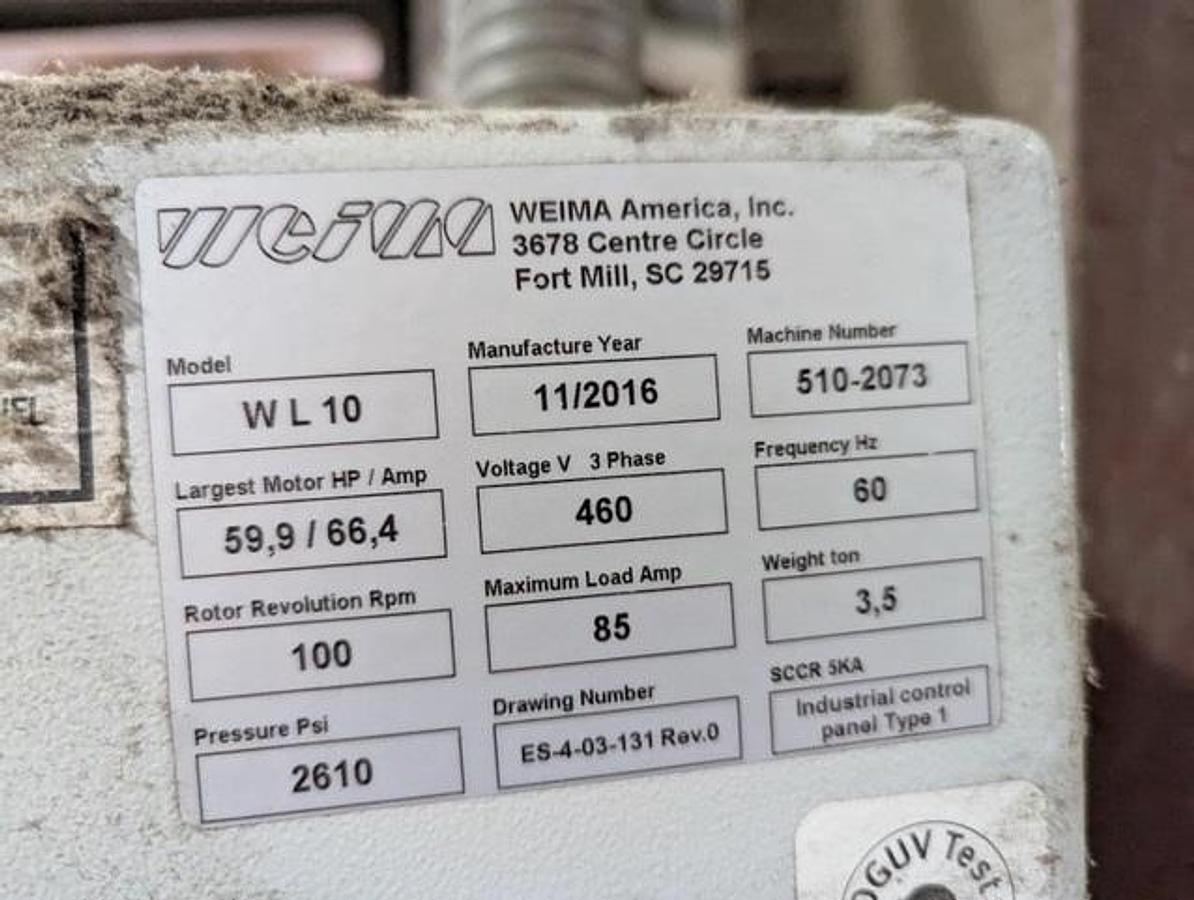 weima
WEIMA America, Inc.
3678 Centre Circle
Fort Mill, SC 29715
Model
W L 10
Manufacture Year
11/2016
Machine Number
510-2073
Largest Motor HP / Amp
59,9 / 66,4
Voltage V 3 Phase
460
Frequency Hz
60
Rotor Revolution Rpm
100
Maximum Load Amp
85
Weight ton
3,5
Pressure Psi
2610
Drawing Number
ES-4-03-131 Rev.0
SCCR 5KA
Industrial control
panel Type 1
DGUV Test